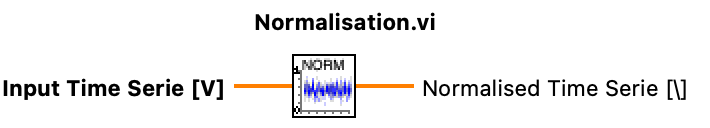 Normalisation.vi
NORM
Input Time Serie [V]
Normalised Time Serie [\]